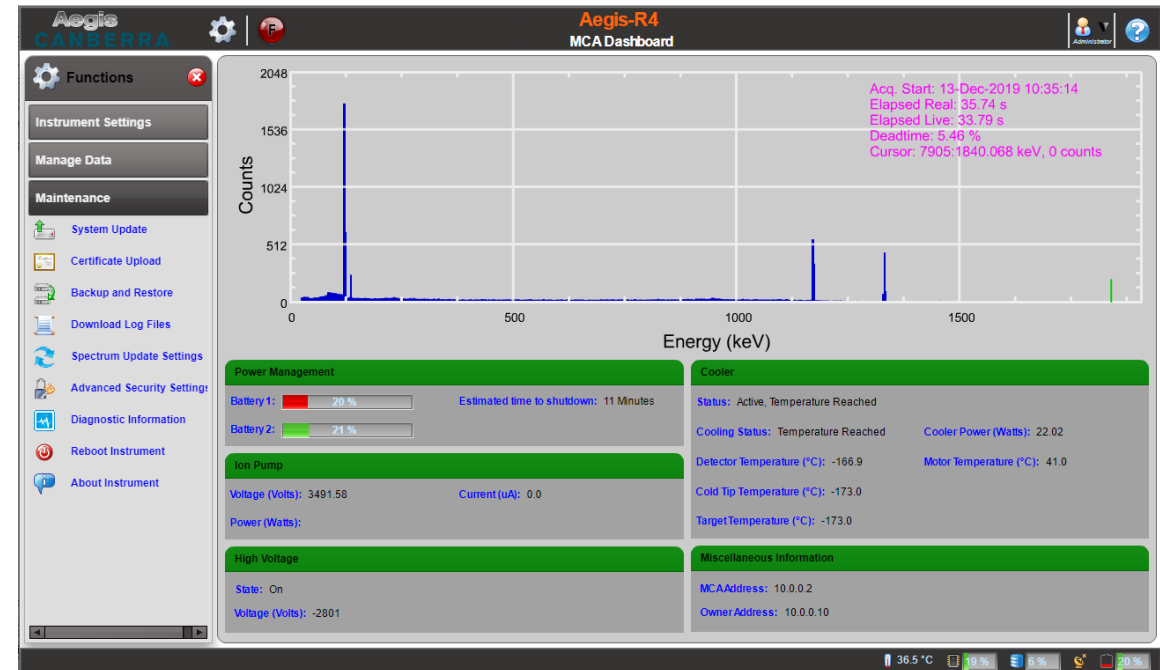 Aegis
CANBERRA
F
Aegis-R4
MCA Dashboard
Administrator
?
Functions
Instrument Settings
Manage Data
Maintenance
System Update
Certificate Upload
Backup and Restore
Download Log Files
Spectrum Update Settings
Advanced Security Settings
Diagnostic Information
Reboot Instrument
About Instrument
2048
1536
1024
512
0
Counts
0 500 1000 1500
Energy (keV)
Acq. Start: 13-Dec-2019 10:35:14
Elapsed Real: 35.74 s
Elapsed Live: 33.79 s
Deadtime: 5.46 %
Cursor: 7905:1840.068 keV, 0 counts
Power Management
Battery 1: 20 % Estimated time to shutdown: 11 Minutes
Battery 2: 21 %
Ion Pump
Voltage (Volts): 3491.58 Current (uA): 0.0
Power (Watts):
High Voltage
State: On
Voltage (Volts): -2801
Cooler
Status: Active, Temperature Reached
Cooling Status: Temperature Reached Cooler Power (Watts): 22.02
Detector Temperature (°C): -166.9 Motor Temperature (°C): 41.0
Cold Tip Temperature (°C): -173.0
Target Temperature (°C): -173.0
Miscellaneous Information
MCA Address: 10.0.0.2
Owner Address: 10.0.0.10
36.5 °C 19 % 6 % 20 %